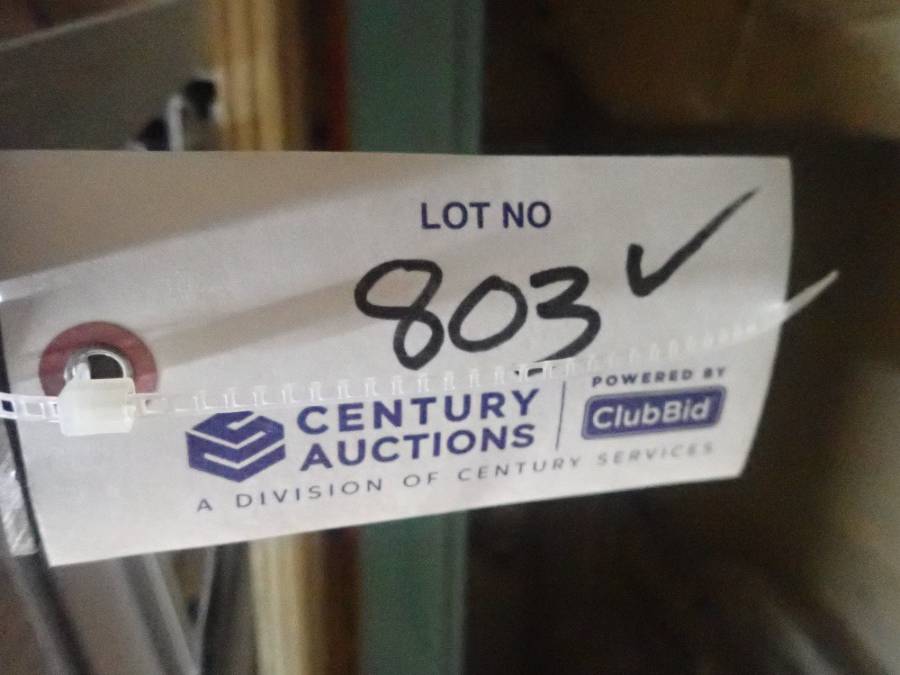 LOT NO
803 ✓
CENTURY
AUCTIONS
A DIVISION OF CENTURY SERVICES
POWERED BY
ClubBid